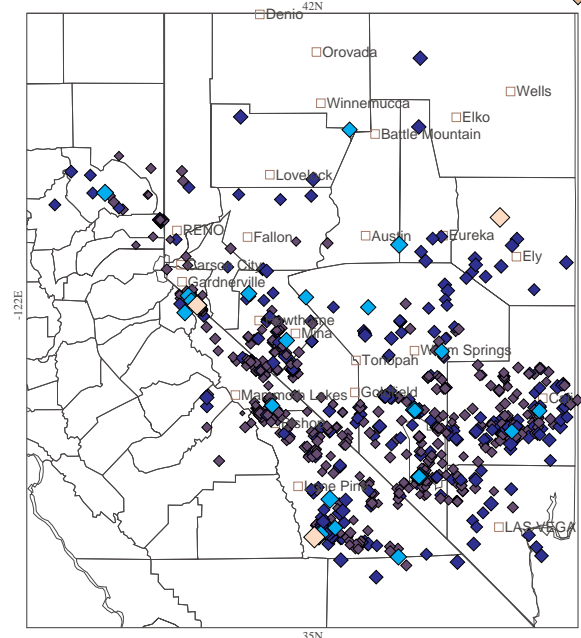 42N
Denio
Orovada
Wells
Winnemucca
Elko
Battle Mountain
Lovelock
RENO
Fallon
Austin
Eureka
Ely
Carson City
Gardnerville
-122E
Hawthorne
Mina
Warm Springs
Tonopah
Mammoth Lakes
Goldfield
Bishop
Lone Pine
LAS VEGA
35N